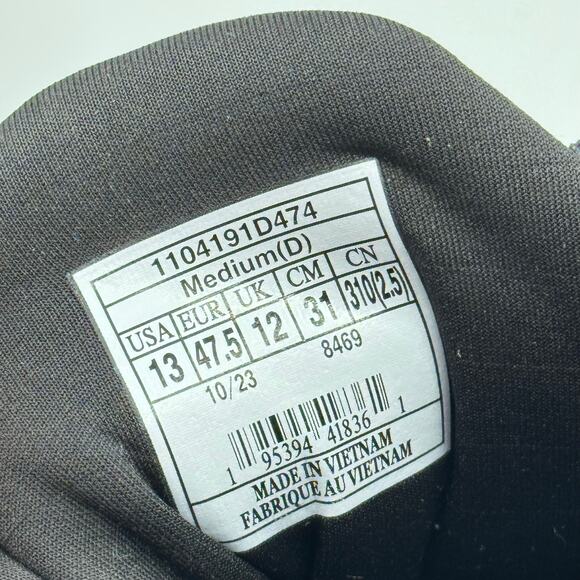 1104191D474
Medium(D)
USA EUR UK CM CN
13 47.5 12 31 310(2.5)
10/23 8469
1 95394 41836 1
MADE IN VIETNAM
FABRIQUE AU VIETNAM